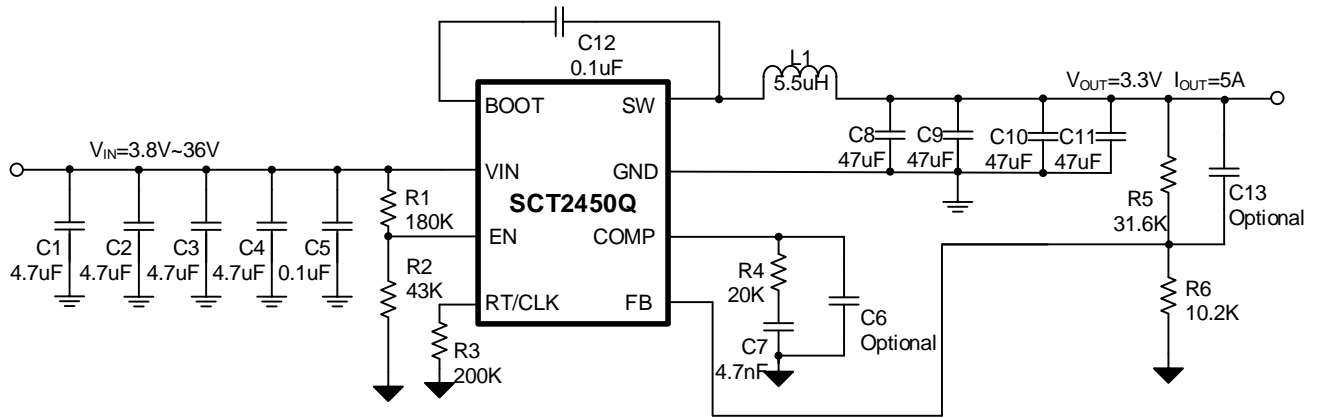 C12
0.1uF
L1
5.5uH
VOUT=3.3V IOUT=5A
BOOT
SW
C8
47uF
C9
47uF
C10
47uF
C11
47uF
VIN=3.8V~36V
VIN
GND
SCT2450Q
R1
180K
R5
31.6K
C13
Optional
C1
4.7uF
C2
4.7uF
C3
4.7uF
C4
4.7uF
C5
0.1uF
EN
COMP
R2
43K
R4
20K
RT/CLK
FB
C6
Optional
R6
10.2K
R3
200K
C7
4.7nF